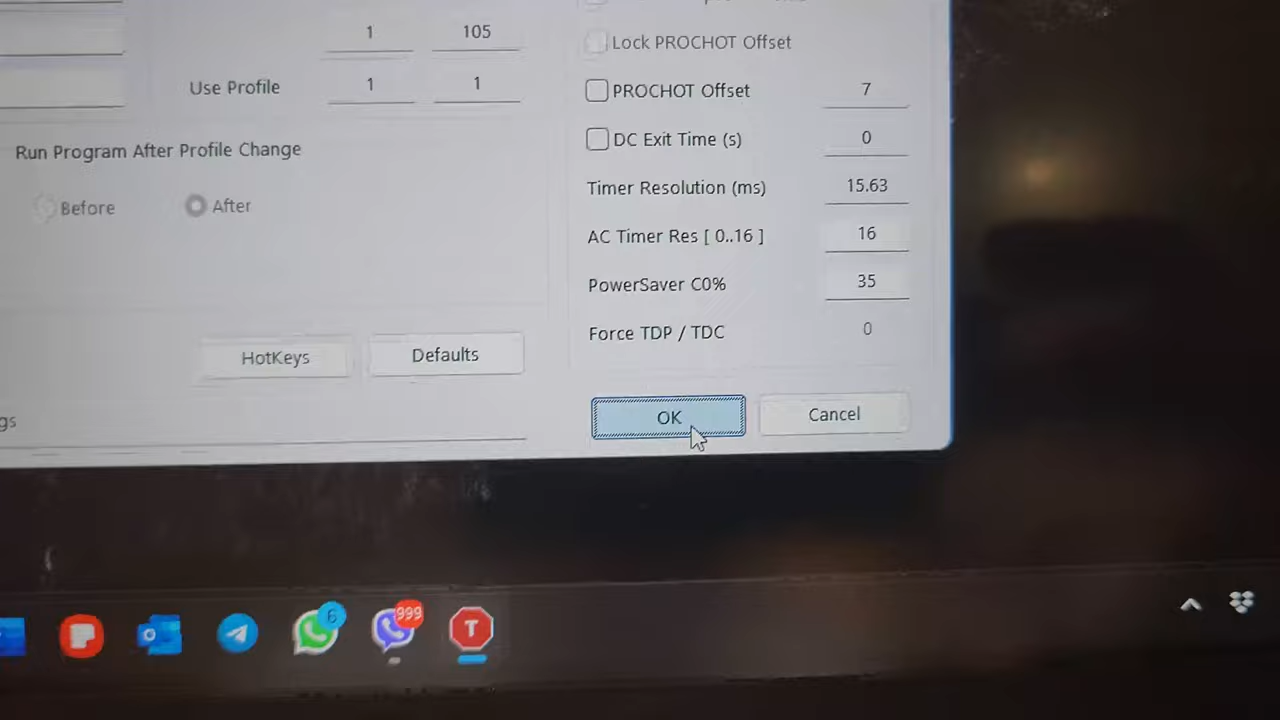 1 105
Lock PROCHOT Offset
Use Profile 1 1
PROCHOT Offset 7
DC Exit Time (s) 0
Run Program After Profile Change
Timer Resolution (ms) 15.63
Before After
AC Timer Res [ 0..16 ] 16
PowerSaver C0% 35
Force TDP / TDC 0
HotKeys Defaults
gs
OK Cancel
6
999
T